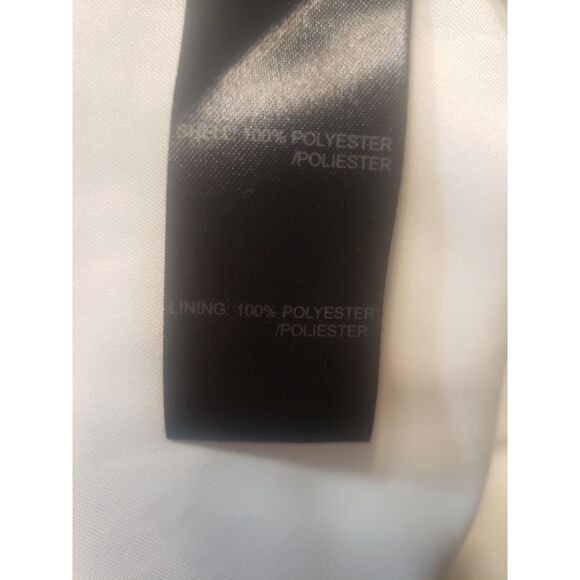 SHELL: 100% POLYESTER
/POLIESTER
LINING: 100% POLYESTER
/POLIESTER